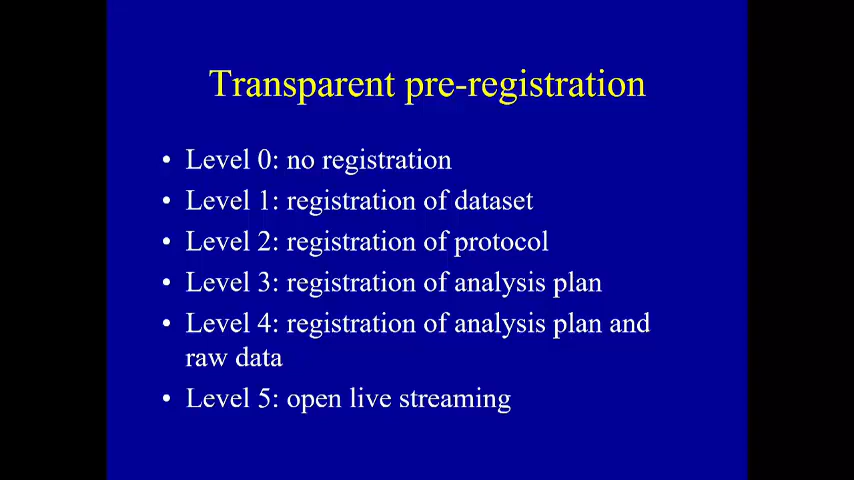 Transparent pre-registration
• Level 0: no registration
• Level 1: registration of dataset
• Level 2: registration of protocol
• Level 3: registration of analysis plan
• Level 4: registration of analysis plan and
raw data
• Level 5: open live streaming